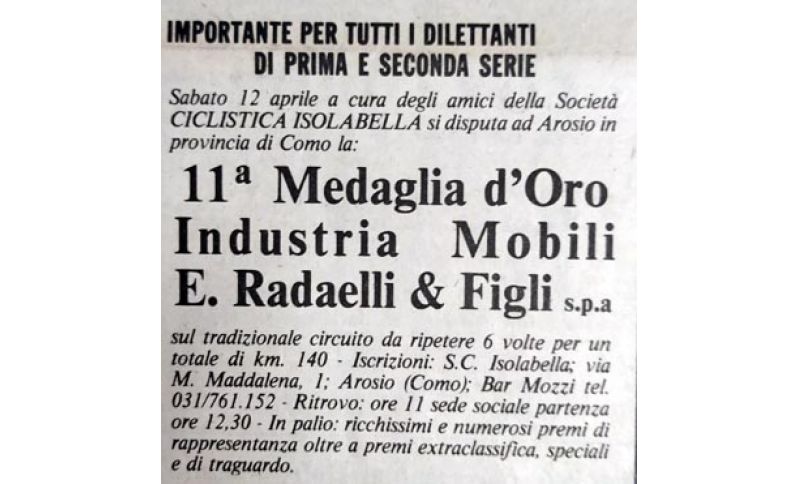 IMPORTANTE PER TUTTI I DILETTANTI
DI PRIMA E SECONDA SERIE
Sabato 12 aprile a cura degli amici della Società
CICLISTICA ISOLABELLA si disputa ad Arosio in
provincia di Como la:
11ª Medaglia d'Oro
Industria Mobili
E. Radaelli & Figli s.p.a
sul tradizionale circuito da ripetere 6 volte per un
totale di km. 140 - Iscrizioni: S.C. Isolabella; via
M. Maddalena, 1; Arosio (Como); Bar Mozzi tel.
031/761.152 - Ritrovo: ore 11 sede sociale partenza
ore 12,30 - In palio: ricchissimi e numerosi premi di
rappresentanza oltre a premi extraclassifica, speciali
e di traguardo.